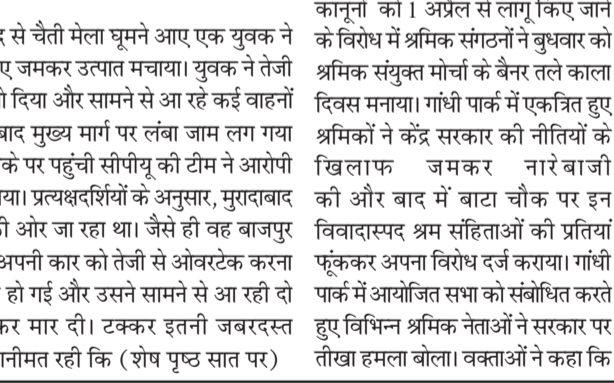 से चैती मेला घूमने आए एक युवक ने
जमकर उत्पात मचाया। युवक ने तेजी
दिया और सामने से आ रहे कई वाहनों
मुख्य मार्ग पर लंबा जाम लग गया
पर पहुंची सीपीयू की टीम ने आरोपी
प्रत्यक्षदर्शियों के अनुसार, मुरादाबाद
ओर जा रहा था। जैसे ही वह बाजपुर
अपनी कार को तेजी से ओवरटेक करना
हो गई और उसने सामने से आ रही दो
मार दी। टक्कर इतनी जबरदस्त
रही कि (शेष पृष्ठ सात पर)
कानूनों को 1 अप्रैल से लागू किए जाने
के विरोध में श्रमिक संगठनों ने बुधवार को
श्रमिक संयुक्त मोर्चा के बैनर तले काला
दिवस मनाया। गांधी पार्क में एकत्रित हुए
श्रमिकों ने केंद्र सरकार की नीतियों के
खिलाफ जमकर नारेबाजी
की और बाद में बाटा चौक पर इन
विवादास्पद श्रम संहिताओं की प्रतियां
फूंककर अपना विरोध दर्ज कराया। गांधी
पार्क में आयोजित सभा को संबोधित करते
हुए विभिन्न श्रमिक नेताओं ने सरकार पर
तीखा हमला बोला। वक्ताओं ने कहा कि